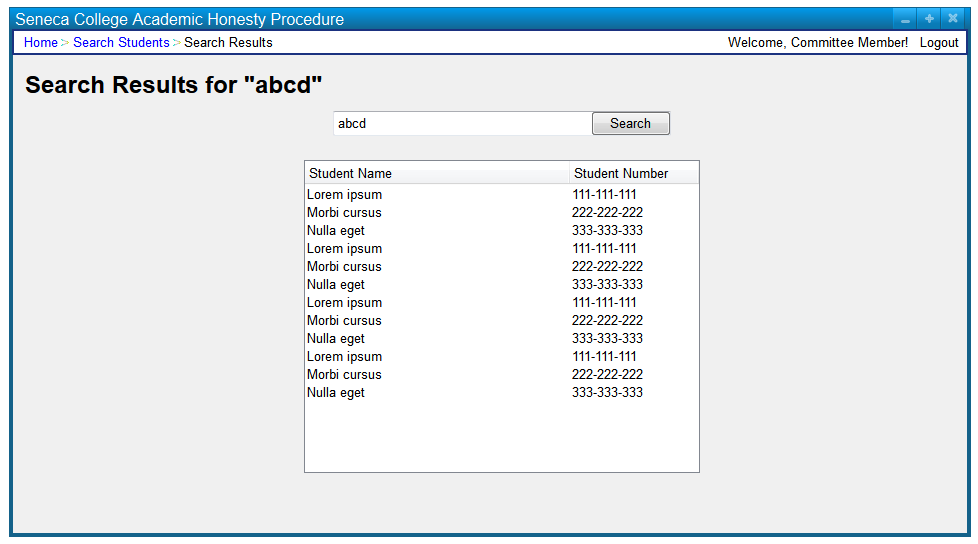 Seneca College Academic Honesty Procedure
Home > Search Students > Search Results Welcome, Committee Member! Logout
Search Results for "abcd"
abcd Search
Student Name Student Number
Lorem ipsum 111-111-111
Morbi cursus 222-222-222
Nulla eget 333-333-333
Lorem ipsum 111-111-111
Morbi cursus 222-222-222
Nulla eget 333-333-333
Lorem ipsum 111-111-111
Morbi cursus 222-222-222
Nulla eget 333-333-333
Lorem ipsum 111-111-111
Morbi cursus 222-222-222
Nulla eget 333-333-333